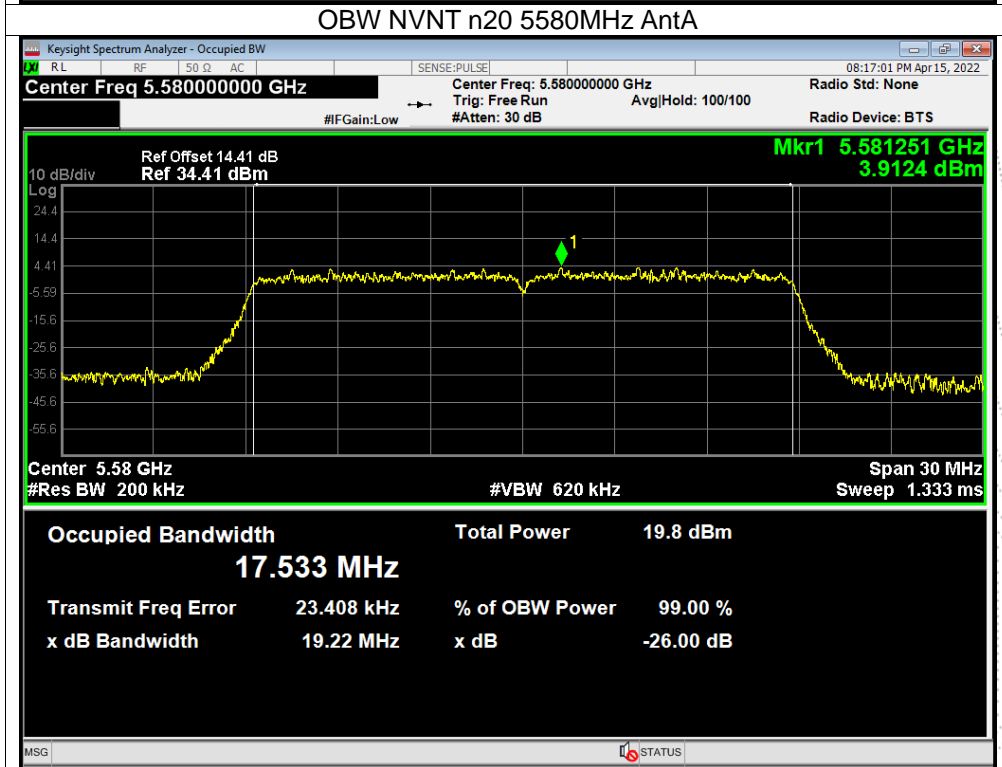 OBW NVNT n20 5580MHz AntA
Keysight Spectrum Analyzer - Occupied BW
LXI RL RF 50 Ω AC SENSE:PULSE 08:17:01 PM Apr 15, 2022
Center Freq 5.580000000 GHz Center Freq: 5.580000000 GHz Radio Std: None
Trig: Free Run Avg|Hold: 100/100
#IFGain:Low #Atten: 30 dB Radio Device: BTS
Ref Offset 14.41 dB Mkr1 5.581251 GHz
10 dB/div Ref 34.41 dBm 3.9124 dBm
Log
24.4
14.4
1
4.41
-5.59
-15.6
-25.6
-35.6
-45.6
-55.6
Center 5.58 GHz Span 30 MHz
#Res BW 200 kHz #VBW 620 kHz Sweep 1.333 ms
Occupied Bandwidth Total Power 19.8 dBm
17.533 MHz
Transmit Freq Error 23.408 kHz % of OBW Power 99.00 %
x dB Bandwidth 19.22 MHz x dB -26.00 dB
MSG STATUS